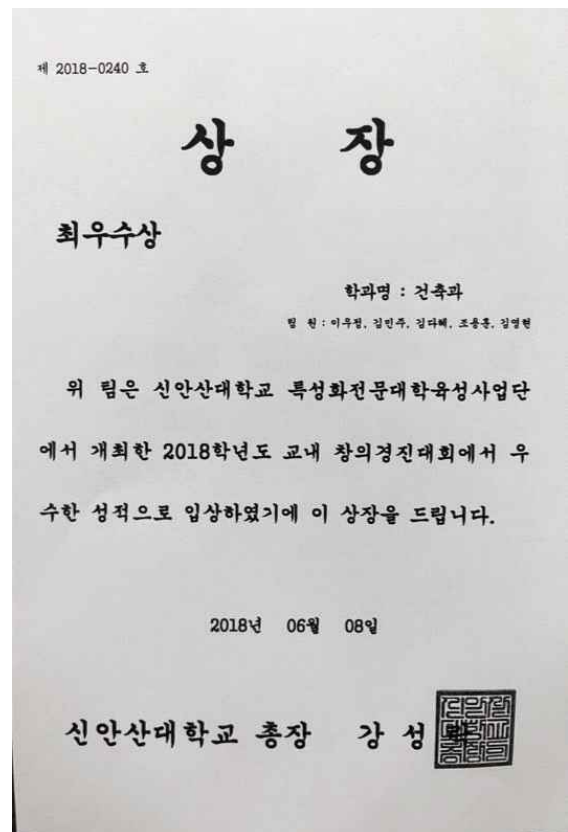 제 2018-0240 호
상 장
최우수상
학과명 : 건축과
팀 원 : 이우정, 김민주, 김다혜, 조용훈, 김영현
위 팀은 신안산대학교 특성화전문대학육성사업단
에서 개최한 2018학년도 교내 창의경진대회에서 우
수한 성적으로 입상하였기에 이 상장을 드립니다.
2018년 06월 08일
신안산대학교 총장 강 성